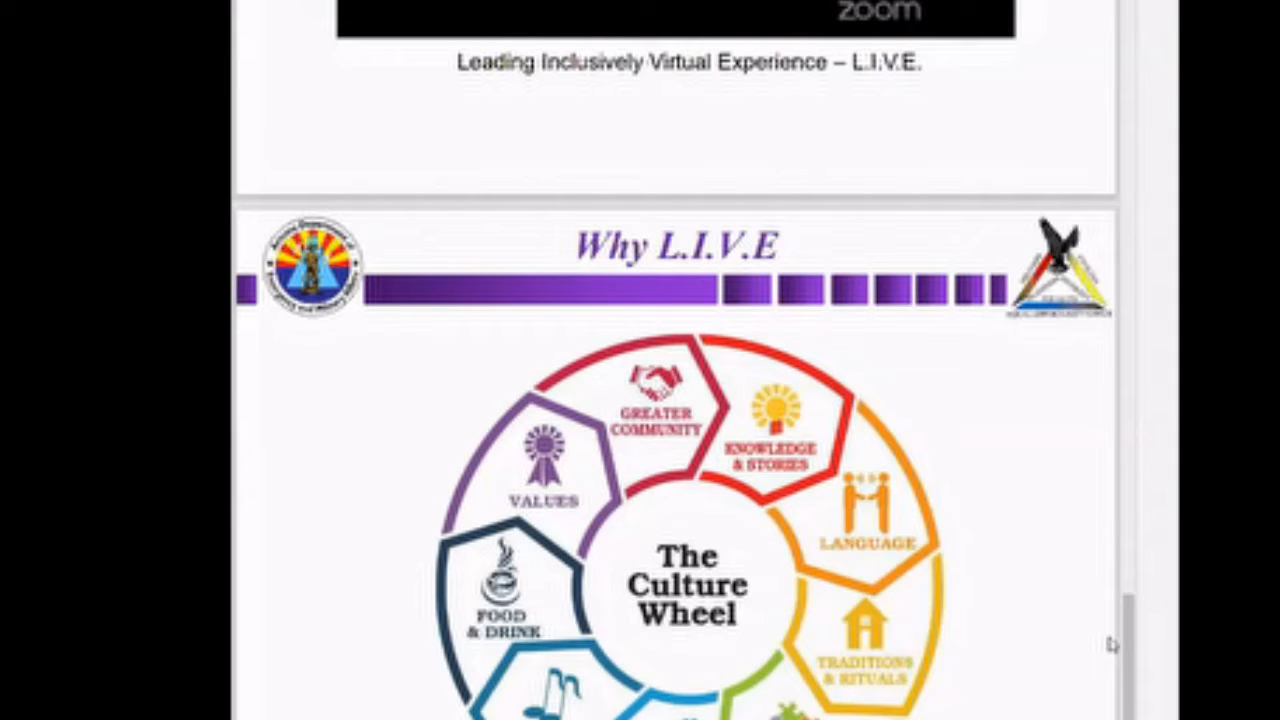 zoom
Leading Inclusively Virtual Experience – L.I.V.E.
Why L.I.V.E
GREATER
COMMUNITY
KNOWLEDGE
& STORIES
VALUES
LANGUAGE
The
Culture
Wheel
FOOD
& DRINK
TRADITIONS
& RITUALS